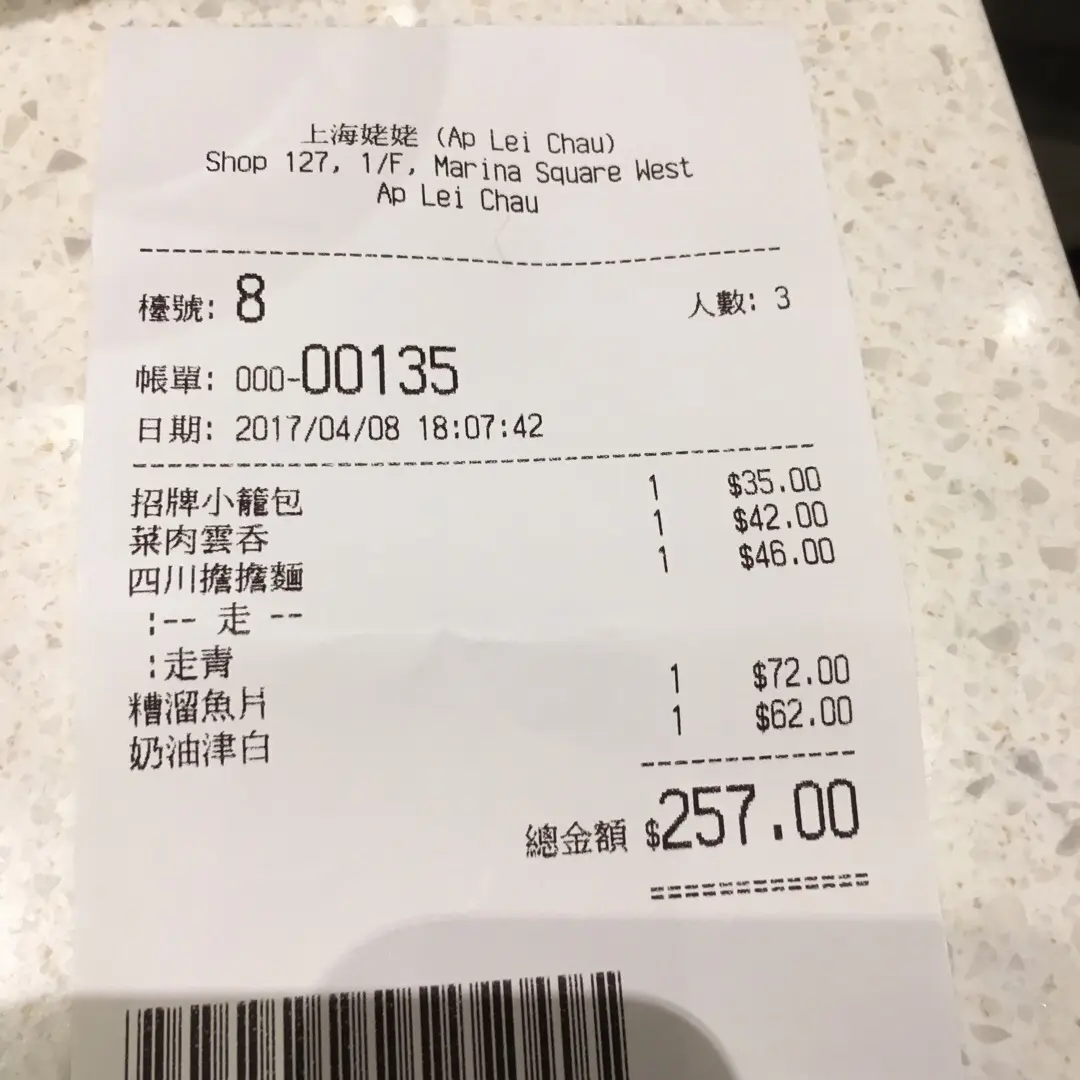 上海姥姥 (Ap Lei Chau)
Shop 127, 1/F, Marina Square West
Ap Lei Chau
檯號: 8 人數: 3
帳單: 000-00135
日期: 2017/04/08 18:07:42
招牌小籠包 1 $35.00
菜肉雲吞 1 $42.00
四川擔擔麵 1 $46.00
:-- 走 --
:走青
糟溜魚片 1 $72.00
奶油津白 1 $62.00
總金額 $257.00